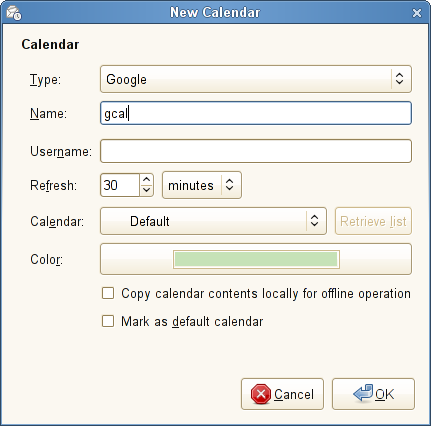 New Calendar
Calendar
Type: Google
Name: gcal
Username:
Refresh: 30 minutes
Calendar: Default Retrieve list
Color:
Copy calendar contents locally for offline operation
Mark as default calendar
Cancel OK